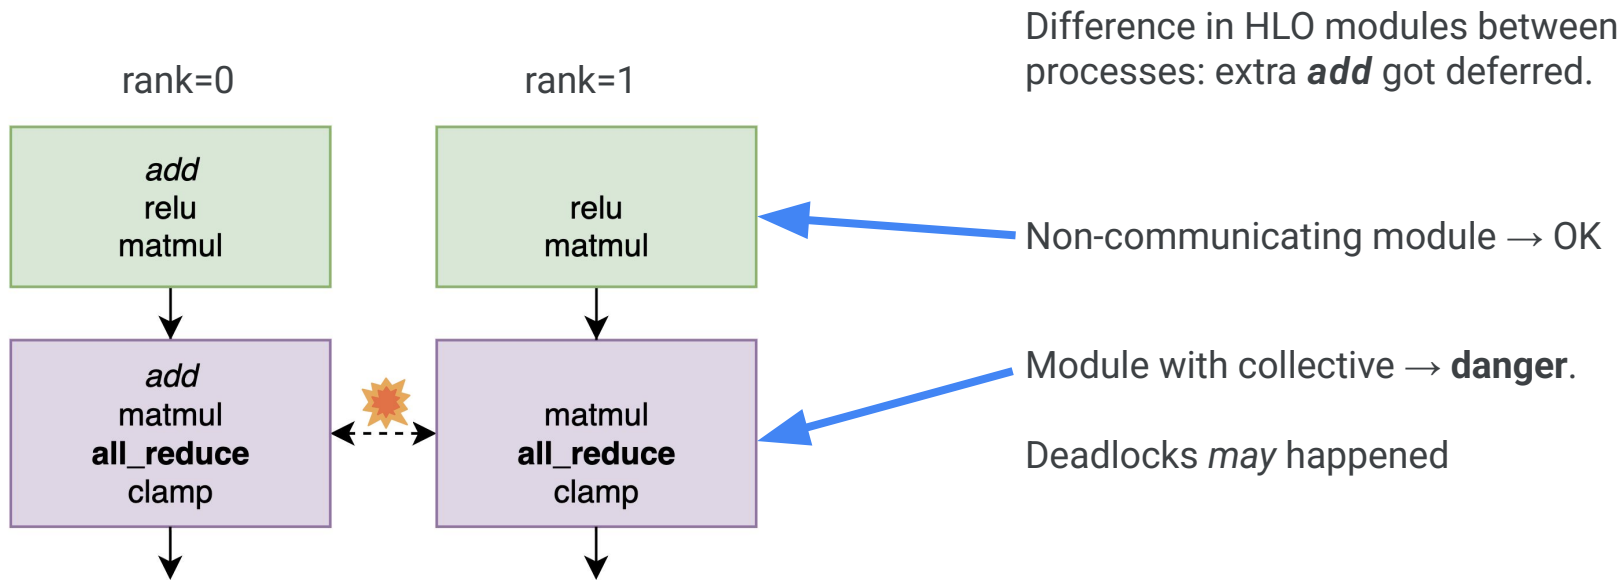 rank=0
add
relu
matmul
add
matmul
all_reduce
clamp
rank=1
relu
matmul
matmul
all_reduce
clamp
Difference in HLO modules between
processes: extra add got deferred.
Non-communicating module → OK
Module with collective → danger.
Deadlocks may happened